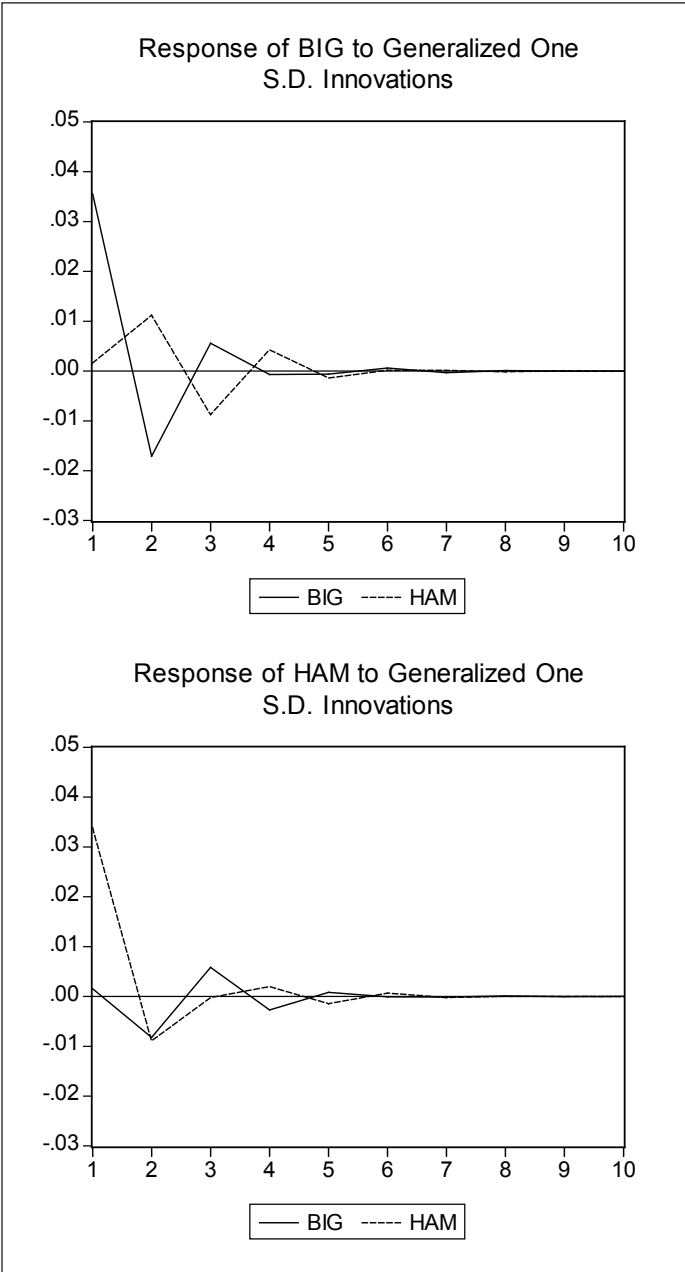 Response of BIG to Generalized One
S.D. Innovations
.05
.04
.03
.02
.01
.00
-.01
-.02
-.03
1 2 3 4 5 6 7 8 9 10
BIG HAM
Response of HAM to Generalized One
S.D. Innovations
.05
.04
.03
.02
.01
.00
-.01
-.02
-.03
1 2 3 4 5 6 7 8 9 10
BIG HAM